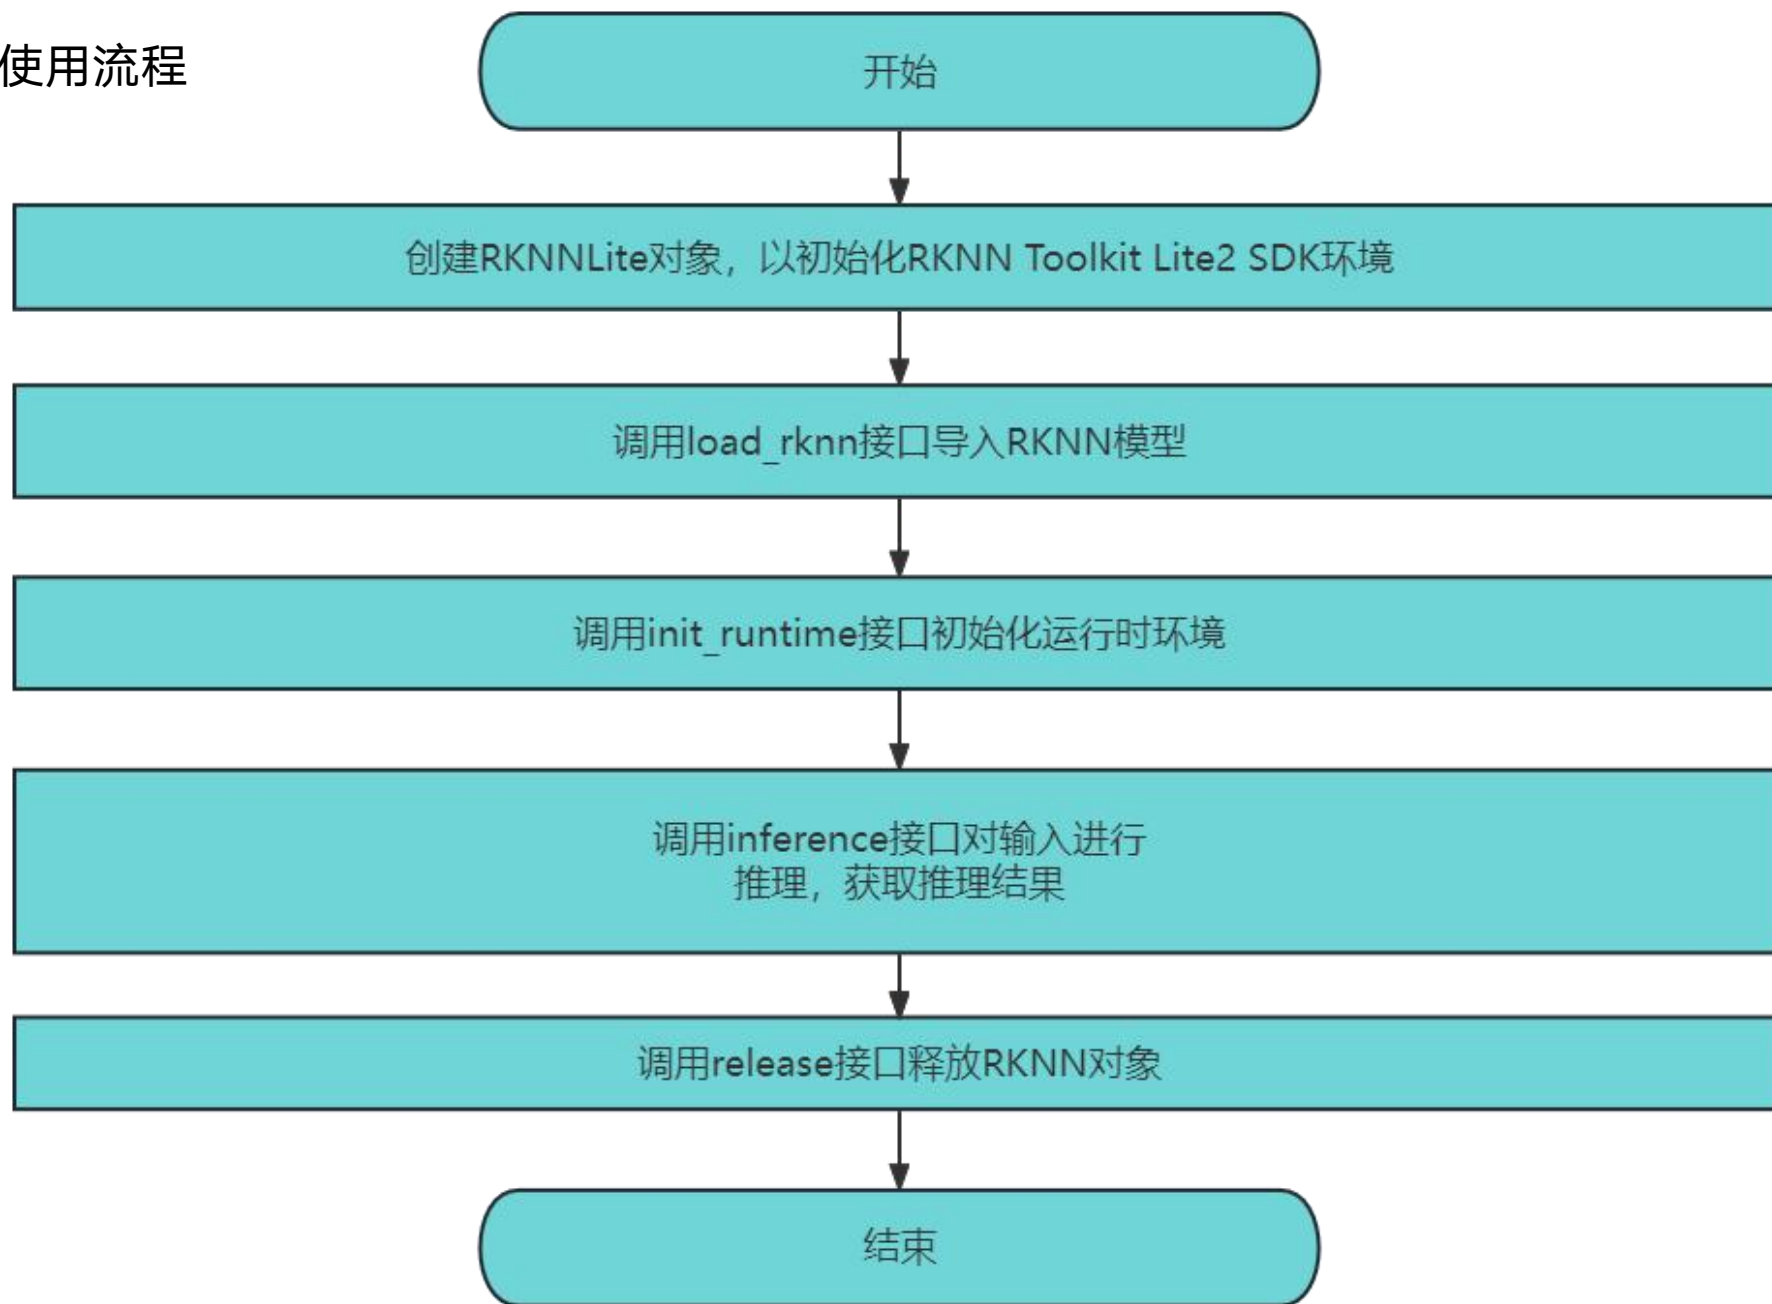 使用流程
开始
创建RKNNLite对象，以初始化RKNN Toolkit Lite2 SDK环境
调用load_rknn接口导入RKNN模型
调用init_runtime接口初始化运行时环境
调用inference接口对输入进行
推理，获取推理结果
调用release接口释放RKNN对象
结束